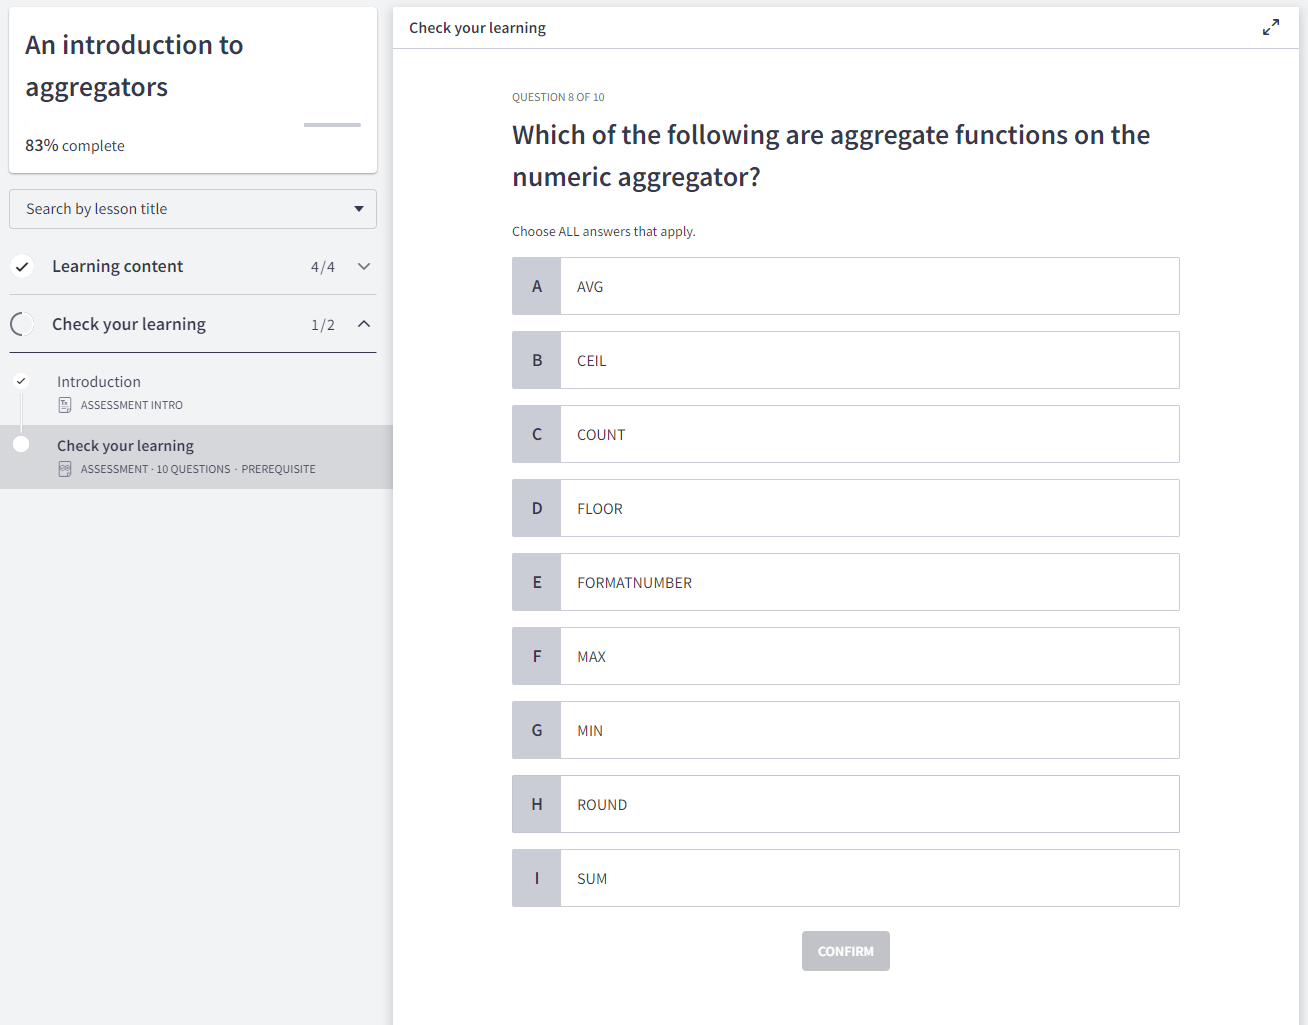 An introduction to
aggregators
83% complete
Search by lesson title
Learning content
4/4
Check your learning
1/2
Introduction
ASSESSMENT INTRO
Check your learning
ASSESSMENT · 10 QUESTIONS · PREREQUISITE
Check your learning
QUESTION 8 OF 10
Which of the following are aggregate functions on the
numeric aggregator?
Choose ALL answers that apply.
A AVG
B CEIL
C COUNT
D FLOOR
E FORMATNUMBER
F MAX
G MIN
H ROUND
I SUM
CONFIRM